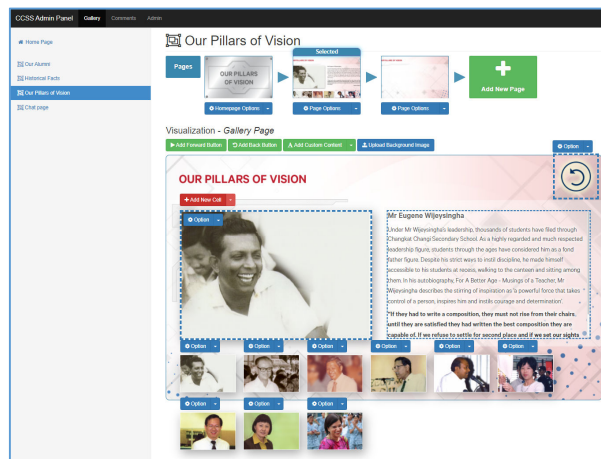 CCSS Admin Panel Gallery Comments Admin
Home Page
Our Alumni
Historical Facts
Our Pillars of Vision
Chat page
Our Pillars of Vision
Pages
OUR PILLARS
OF VISION
Homepage Options
Selected
Page Options
Page Options
Add New Page
Visualization - Gallery Page
Add Forward Button Add Back Button Add Custom Content Upload Background Image
Option
OUR PILLARS OF VISION
Add New Cell
Option
Mr Eugene Wijeysingha
Under Mr Wijeysingha's leadership, thousands of students have filed through
Changkat Changi Secondary School. As a highly regarded and much respected
leadership figure, students through the ages have considered him as a fond
father figure. Despite his strict ways to instil discipline, he made himself
accessible to his students at recess, walking to the canteen and sitting among
them. In his autobiography, For A Better Age - Musings of a Teacher, Mr
Wijeysingha describes the stirring of inspiration as 'a powerful force that takes
control of a person, inspires him and instils courage and determination'.
"If they had to write a composition, they must not rise from their chairs,
until they are satisfied they had written the best composition they are
capable of. If we refuse to settle for second place and if we set our sights
Option Option Option Option Option Option
Option Option Option